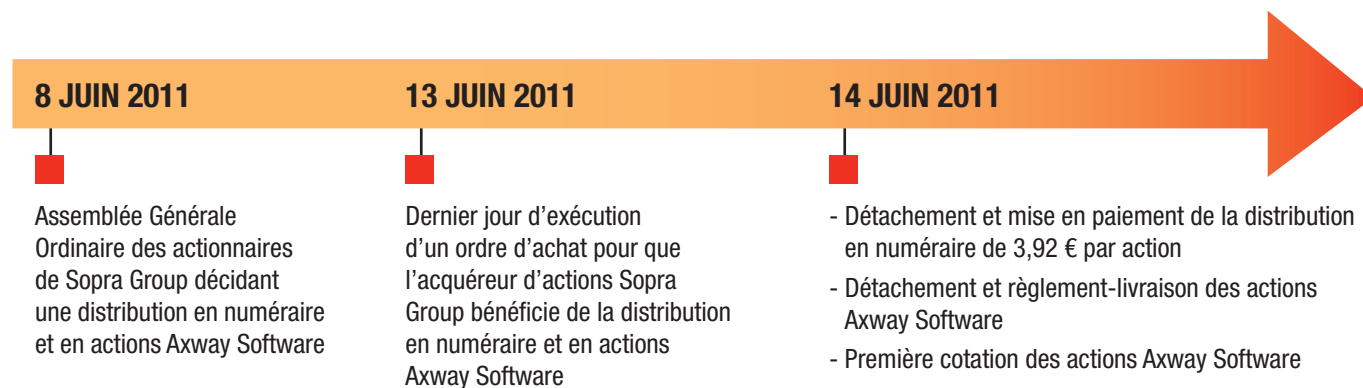 8 JUIN 2011
Assemblée Générale
Ordinaire des actionnaires
de Sopra Group décidant
une distribution en numéraire
et en actions Axway Software
13 JUIN 2011
Dernier jour d’exécution
d’un ordre d’achat pour que
l’acquéreur d’actions Sopra
Group bénéficie de la distribution
en numéraire et en actions
Axway Software
14 JUIN 2011
- Détachement et mise en paiement de la distribution
en numéraire de 3,92 € par action
- Détachement et règlement-livraison des actions
Axway Software
- Première cotation des actions Axway Software